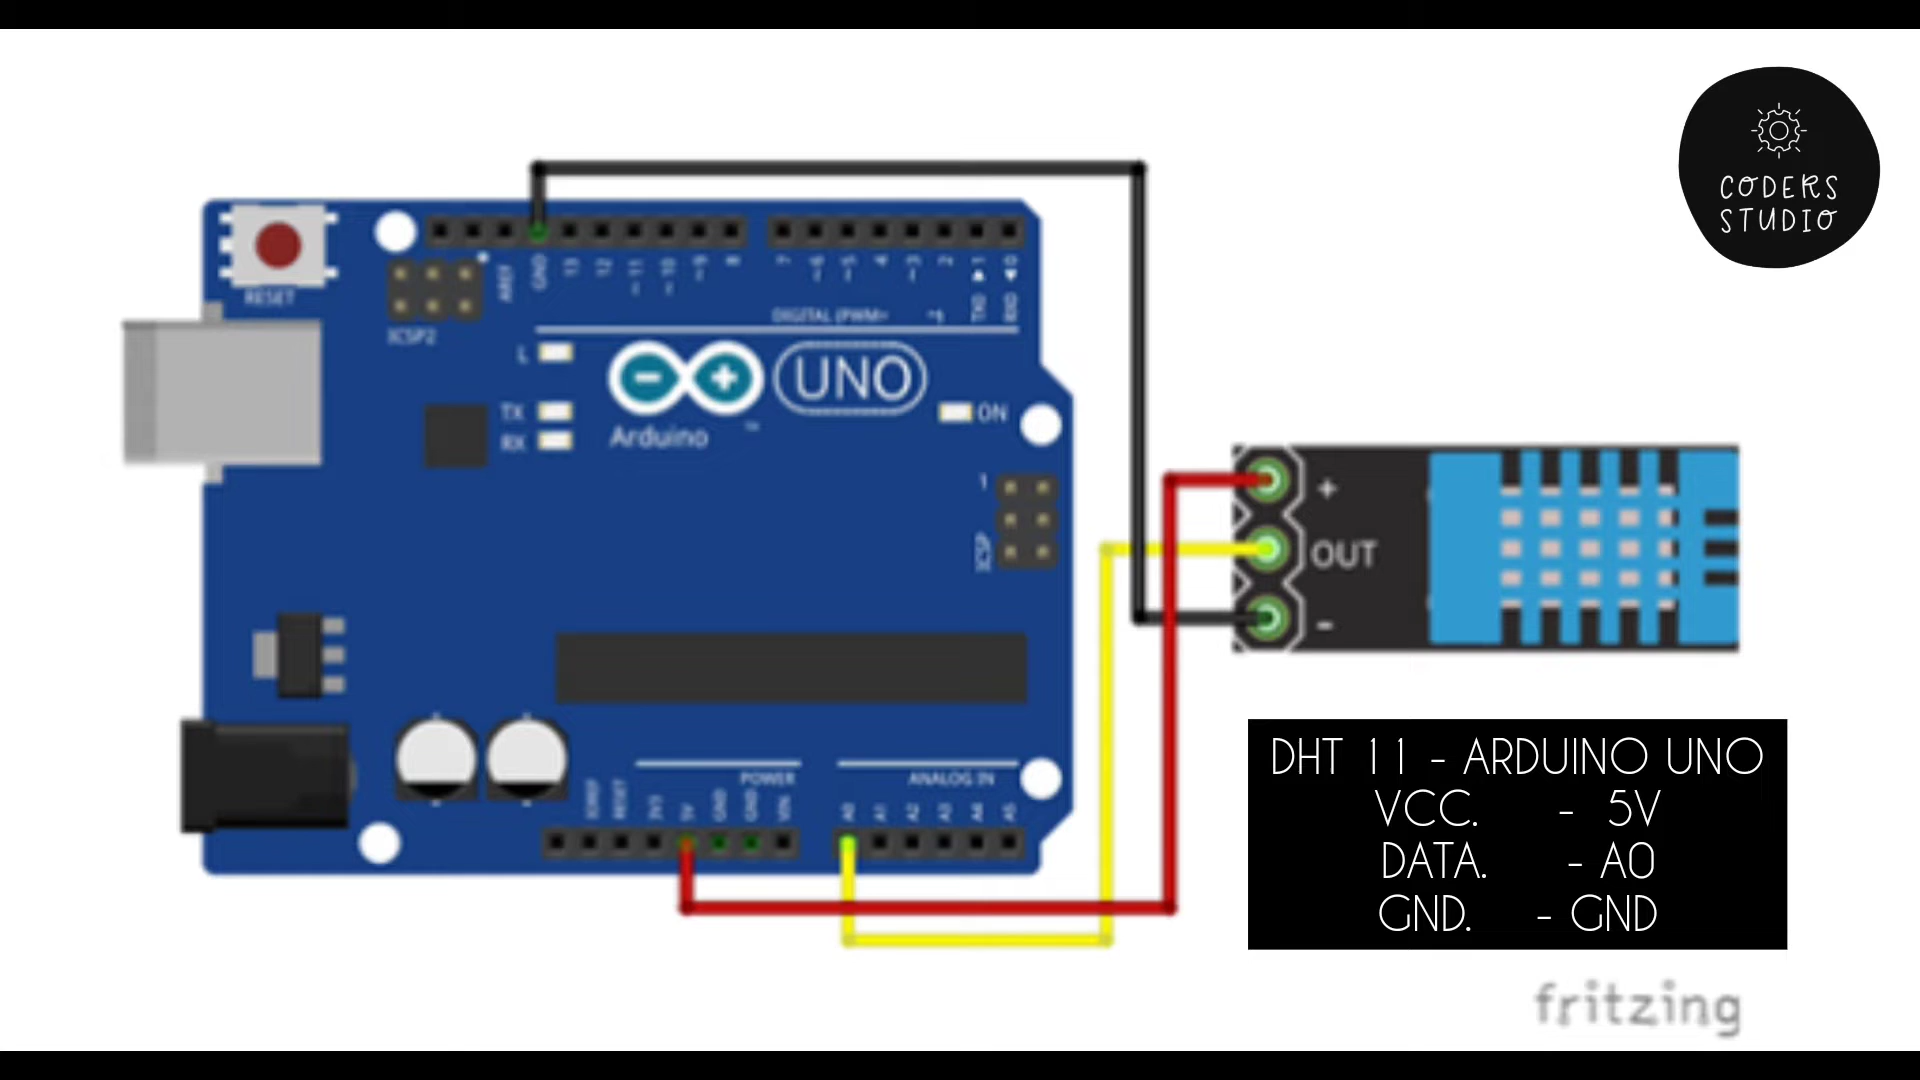 CODERS
STUDIO
RESET
ICSP2
AREF
GND
13
12
~11
~10
~9
8
7
~6
~5
4
~3
2
TX0 ▶ 1
RX0 ◀ 0
DIGITAL (PWM=
L
TX
RX
UNO
Arduino
™
ON
1
ICSP
+
OUT
-
POWER
ANALOG IN
IOREF
RESET
3V3
5V
GND
GND
VIN
A0
A1
A2
A3
A4
A5
DHT 11 - ARDUINO UNO
VCC. - 5V
DATA. - A0
GND. - GND
fritzing